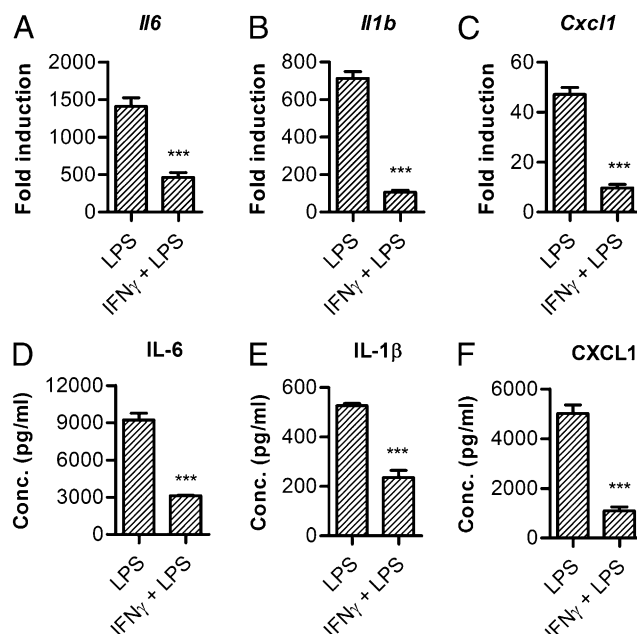 A
Il6
Fold induction
2000
1500
1000
500
0
***
LPS
IFNγ + LPS
B
Il1b
Fold induction
800
600
400
200
0
***
LPS
IFNγ + LPS
C
Cxcl1
Fold induction
60
40
20
0
***
LPS
IFNγ + LPS
D
IL-6
Conc. (pg/ml)
12000
9000
6000
3000
0
***
LPS
IFNγ + LPS
E
IL-1β
Conc. (pg/ml)
600
400
200
0
***
LPS
IFNγ + LPS
F
CXCL1
Conc. (pg/ml)
6000
4000
2000
0
***
LPS
IFNγ + LPS